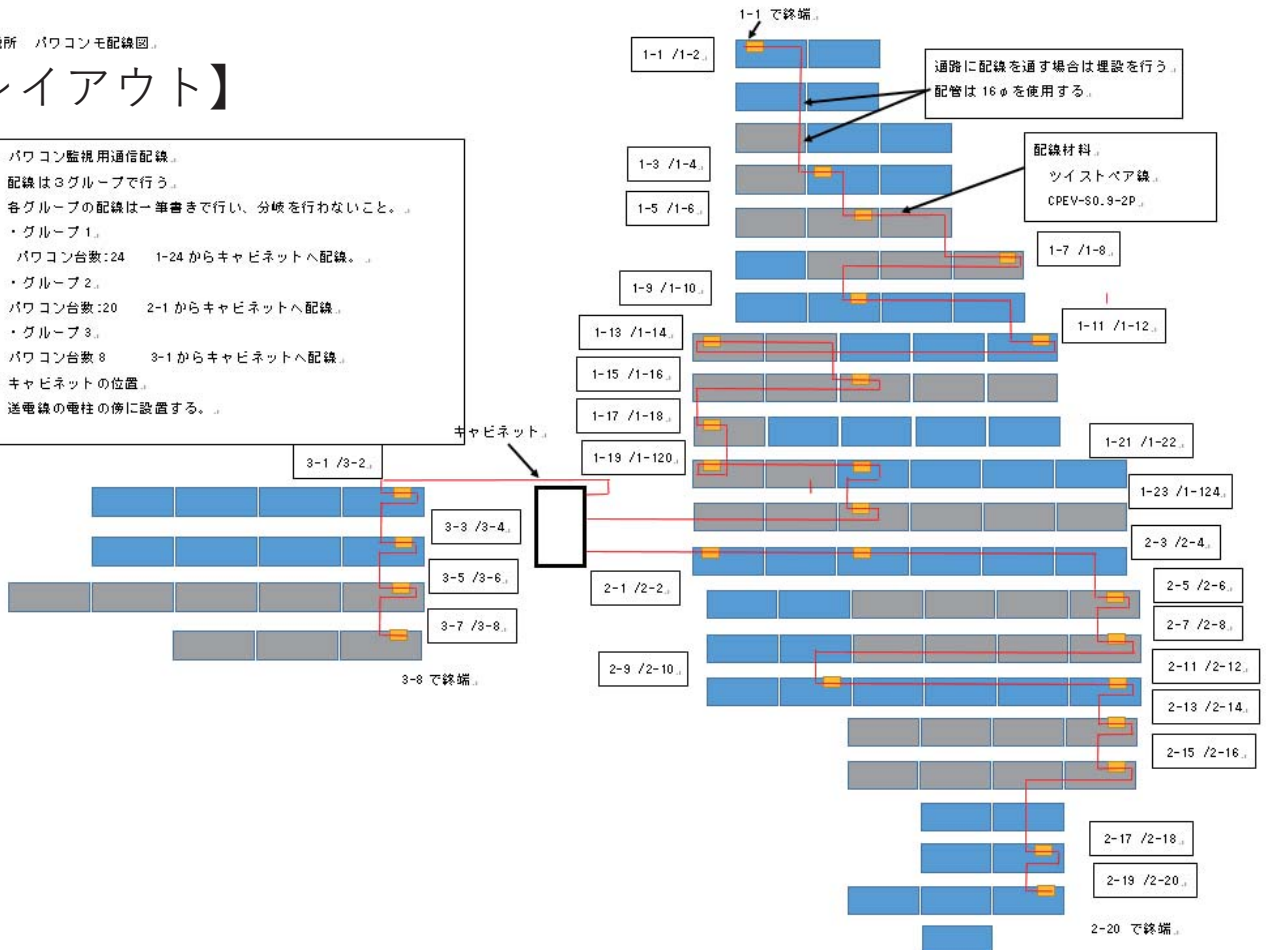 所 パワコンモ配線図
レイアウト】
パワコン監視用通信配線
配線は3グループで行う
各グループの配線は一筆書きで行い、分岐を行わないこと。
・グループ1
パワコン台数:24 1-24からキャビネットへ配線。
・グループ2
パワコン台数:20 2-1からキャビネットへ配線
・グループ3
パワコン台数8 3-1からキャビネットへ配線
キャビネットの位置
送電線の電柱の傍に設置する。
1-1 で終端
1-1 /1-2
通路に配線を通す場合は埋設を行う
配管は16φを使用する
配線材料
ツイストペア線
CPEV-S0.9-2P
1-3 /1-4
1-5 /1-6
1-7 /1-8
1-9 /1-10
1-11 /1-12
1-13 /1-14
1-15 /1-16
1-17 /1-18
1-19 /1-120
1-21 /1-22
1-23 /1-124
キャビネット
3-1 /3-2
3-3 /3-4
3-5 /3-6
3-7 /3-8
3-8 で終端
2-1 /2-2
2-3 /2-4
2-5 /2-6
2-7 /2-8
2-9 /2-10
2-11 /2-12
2-13 /2-14
2-15 /2-16
2-17 /2-18
2-19 /2-20
2-20 で終端